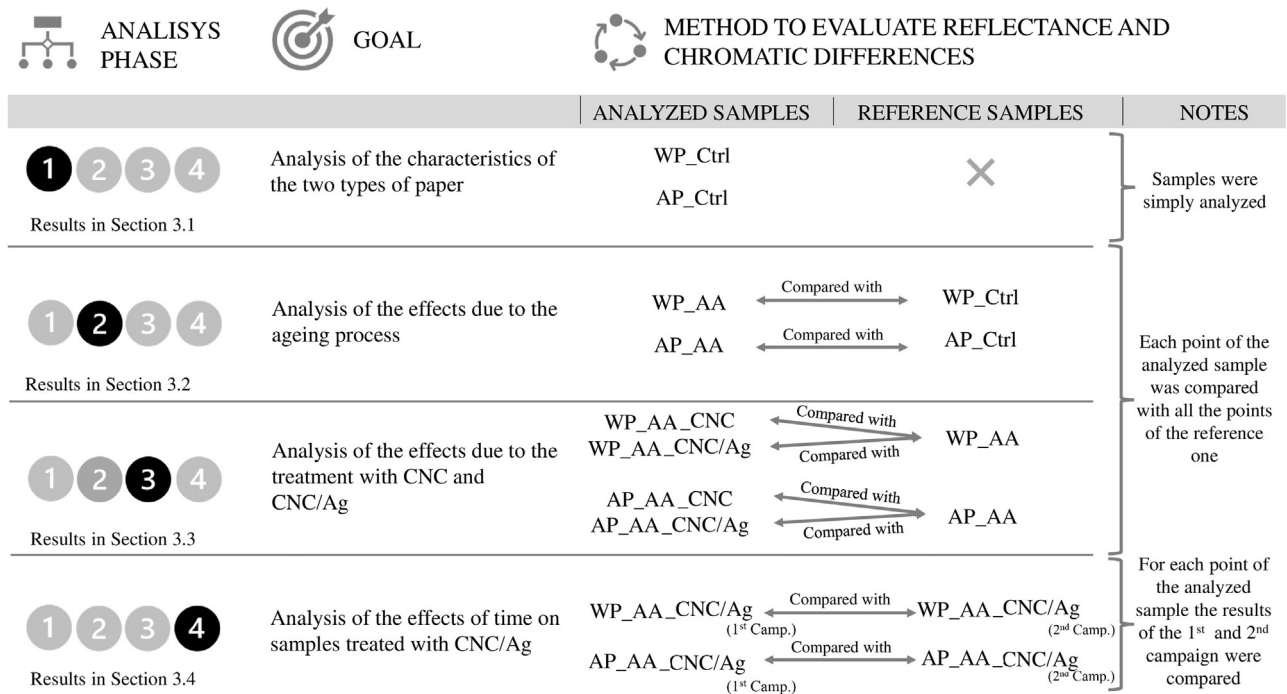 ANALISYS
PHASE
GOAL
METHOD TO EVALUATE REFLECTANCE AND
CHROMATIC DIFFERENCES
ANALYZED SAMPLES
REFERENCE SAMPLES
NOTES
1 2 3 4
Results in Section 3.1
Analysis of the characteristics of
the two types of paper
WP_Ctrl
AP_Ctrl
Samples were
simply analyzed
1 2 3 4
Results in Section 3.2
Analysis of the effects due to the
ageing process
WP_AA
Compared with
WP_Ctrl
AP_AA
Compared with
AP_Ctrl
1 2 3 4
Results in Section 3.3
Analysis of the effects due to the
treatment with CNC and
CNC/Ag
WP_AA_CNC
Compared with
WP_AA_CNC/Ag
Compared with
WP_AA
AP_AA_CNC
Compared with
AP_AA_CNC/Ag
Compared with
AP_AA
Each point of the
analyzed sample
was compared
with all the points
of the reference
one
1 2 3 4
Results in Section 3.4
Analysis of the effects of time on
samples treated with CNC/Ag
WP_AA_CNC/Ag
(1st Camp.)
Compared with
WP_AA_CNC/Ag
(2nd Camp.)
AP_AA_CNC/Ag
(1st Camp.)
Compared with
AP_AA_CNC/Ag
(2nd Camp.)
For each point of
the analyzed
sample the results
of the 1st and 2nd
campaign were
compared